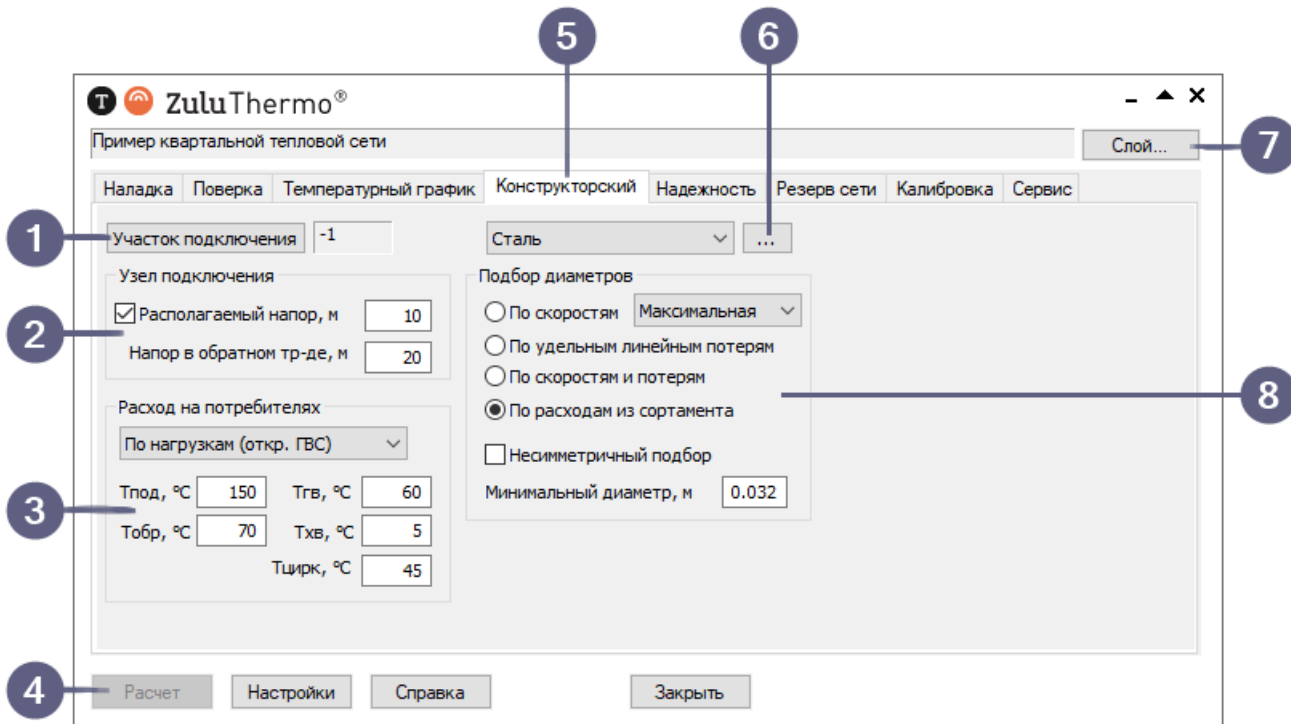 5 6
ZuluThermo®
Пример квартальной тепловой сети Слой... 7
Наладка Поверка Температурный график Конструкторский Надежность Резерв сети Калибровка Сервис
1 Участок подключения -1 Сталь ...
Узел подключения Подбор диаметров
2 Располагаемый напор, м 10 По скоростям Максимальная
Напор в обратном тр-де, м 20 По удельным линейным потерям
По скоростям и потерям
Расход на потребителях По расходам из сортамента 8
По нагрузкам (откр. ГВС) Несимметричный подбор
3 Тпод, °С 150 Тгв, °С 60 Минимальный диаметр, м 0.032
Тобр, °С 70 Тхв, °С 5
Тцирк, °С 45
4 Расчет Настройки Справка Закрыть